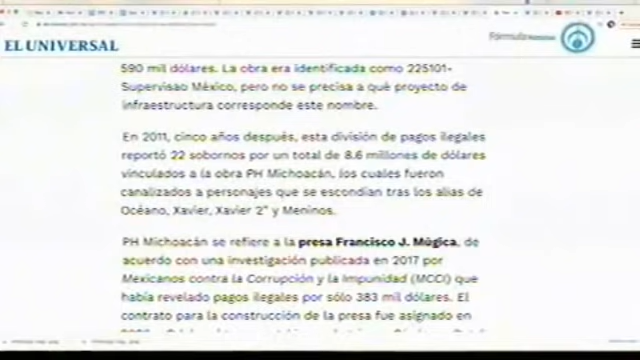 EL UNIVERSAL
Fórmula
590 mil dólares. La obra era identificada como 225101-
Supervisao México, pero no se precisa a qué proyecto de
infraestructura corresponde este nombre.
En 2011, cinco años después, esta división de pagos ilegales
reportó 22 sobornos por un total de 8.6 millones de dólares
vinculados a la obra PH Michoacán, los cuales fueron
canalizados a personajes que se escondían tras los alias de
Océano, Xavier, Xavier 2" y Meninos.
PH Michoacán se refiere a la presa Francisco J. Múgica, de
acuerdo con una investigación publicada en 2017 por
Mexicanos contra la Corrupción y la Impunidad (MCCI) que
había revelado pagos ilegales por sólo 383 mil dólares. El
contrato para la construcción de la presa fue asignado en